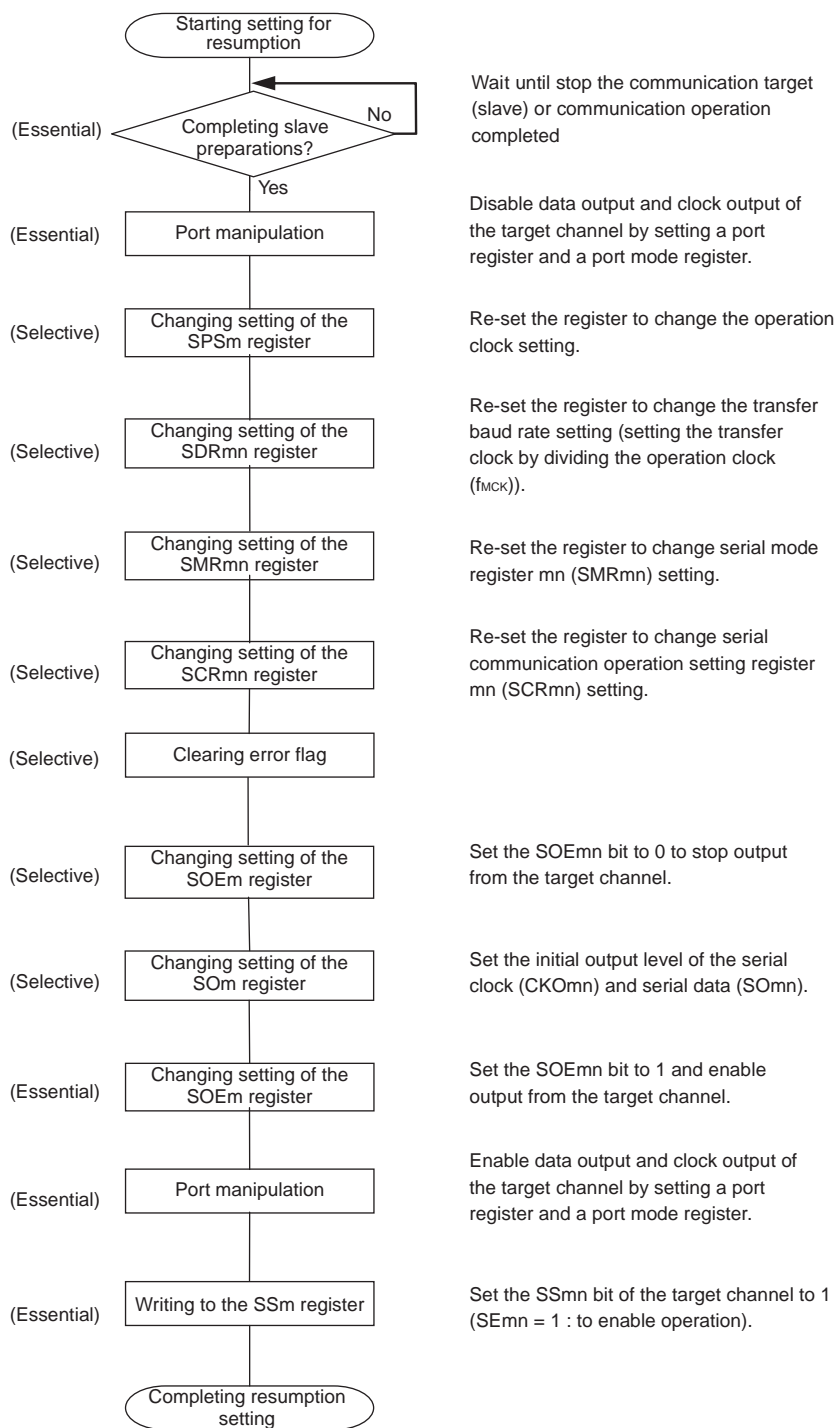 Starting setting for
resumption
Wait until stop the communication target
(slave) or communication operation
completed
(Essential)
Completing slave
preparations?
No
Yes
Disable data output and clock output of
the target channel by setting a port
register and a port mode register.
(Essential)
Port manipulation
(Selective)
Changing setting of the
SPSm register
Re-set the register to change the operation
clock setting.
(Selective)
Changing setting of the
SDRmn register
Re-set the register to change the transfer
baud rate setting (setting the transfer
clock by dividing the operation clock
(fMCK)).
(Selective)
Changing setting of the
SMRmn register
Re-set the register to change serial mode
register mn (SMRmn) setting.
(Selective)
Changing setting of the
SCRmn register
Re-set the register to change serial
communication operation setting register
mn (SCRmn) setting.
(Selective)
Clearing error flag
(Selective)
Changing setting of the
SOEm register
Set the SOEmn bit to 0 to stop output
from the target channel.
(Selective)
Changing setting of the
SOm register
Set the initial output level of the serial
clock (CKOmn) and serial data (SOmn).
(Essential)
Changing setting of the
SOEm register
Set the SOEmn bit to 1 and enable
output from the target channel.
(Essential)
Port manipulation
Enable data output and clock output of
the target channel by setting a port
register and a port mode register.
(Essential)
Writing to the SSm register
Set the SSmn bit of the target channel to 1
(SEmn = 1 : to enable operation).
Completing resumption
setting